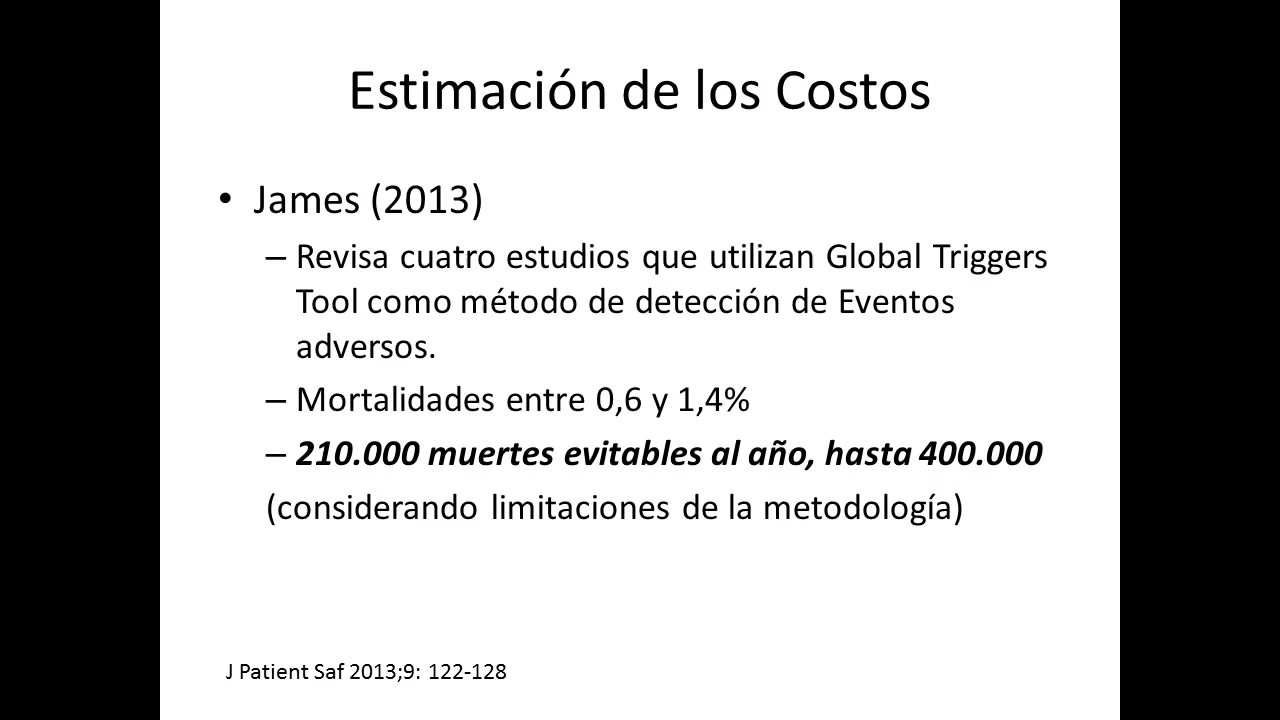 Estimación de los Costos
• James (2013)
– Revisa cuatro estudios que utilizan Global Triggers
Tool como método de detección de Eventos
adversos.
– Mortalidades entre 0,6 y 1,4%
– 210.000 muertes evitables al año, hasta 400.000
(considerando limitaciones de la metodología)
J Patient Saf 2013;9: 122-128